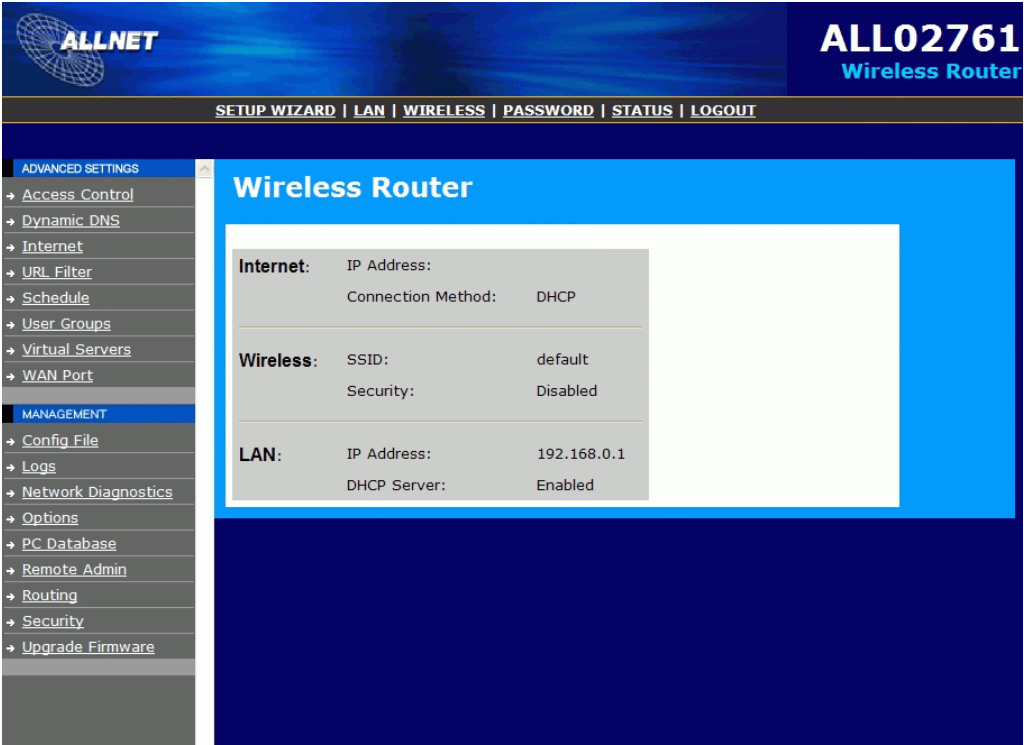 ALLNET
ALL02761
Wireless Router
SETUP WIZARD | LAN | WIRELESS | PASSWORD | STATUS | LOGOUT
ADVANCED SETTINGS
Access Control
Dynamic DNS
Internet
URL Filter
Schedule
User Groups
Virtual Servers
WAN Port
MANAGEMENT
Config File
Logs
Network Diagnostics
Options
PC Database
Remote Admin
Routing
Security
Upgrade Firmware
Wireless Router
Internet: IP Address:
Connection Method: DHCP
Wireless: SSID: default
Security: Disabled
LAN: IP Address: 192.168.0.1
DHCP Server: Enabled